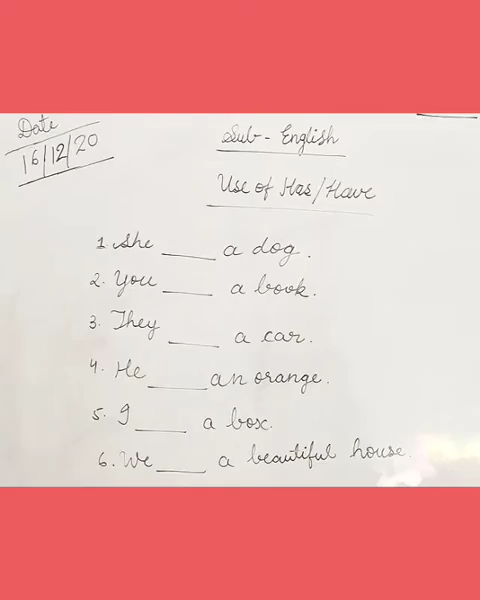 Date
16/12/20
Sub - English
Use of Has/Have
1. She ____ a dog.
2. You ____ a book.
3. They ____ a car.
4. He ____ an orange.
5. I ____ a box.
6. We ____ a beautiful house.